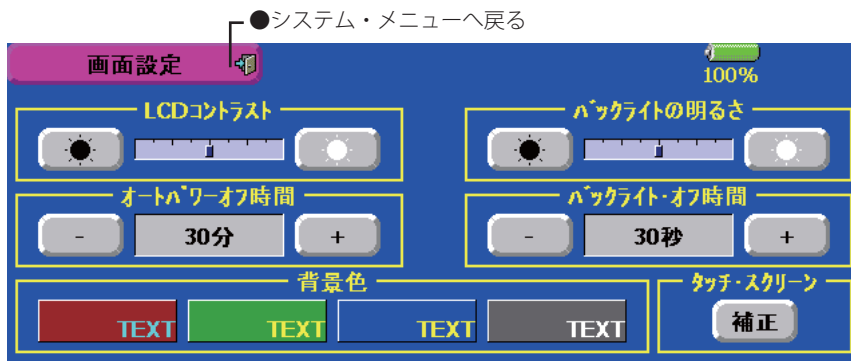 ●システム・メニューへ戻る
画面設定
100%
LCDコントラスト
バックライトの明るさ
オートパワーオフ時間
バックライト・オフ時間
-
30分
+
-
30秒
+
背景色
タッチ・スクリーン
TEXT
TEXT
TEXT
TEXT
補正